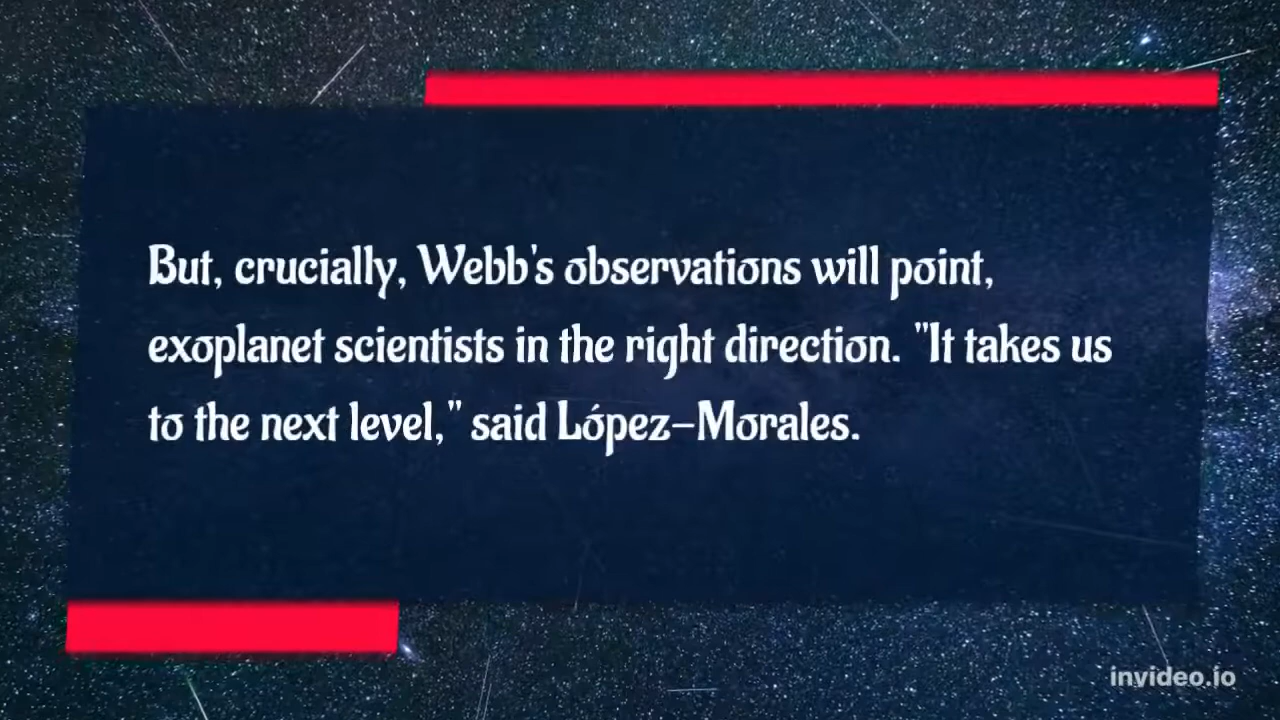 But, crucially, Webb's observations will point,
exoplanet scientists in the right direction. "It takes us
to the next level," said López-Morales.
invideo.io